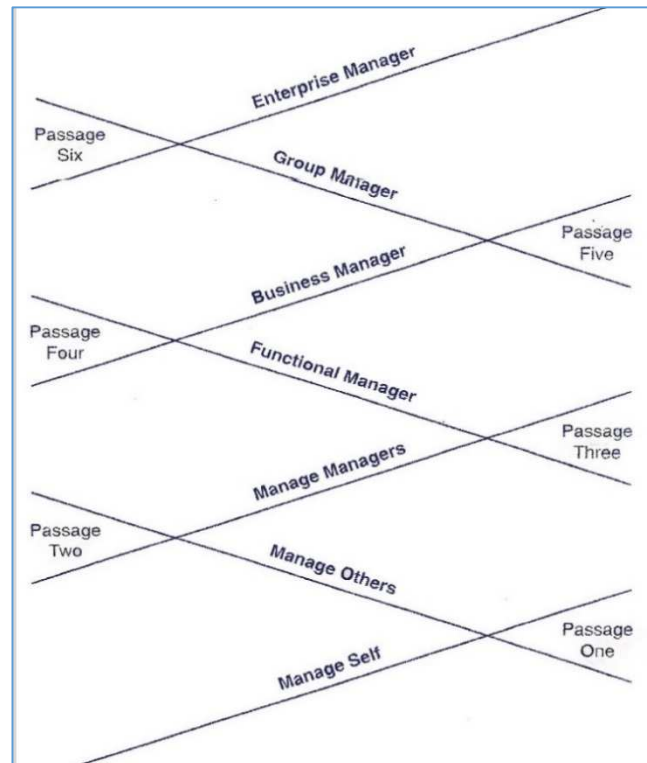 Enterprise Manager
Passage
Six
Group Manager
Passage
Five
Business Manager
Passage
Four
Functional Manager
Passage
Three
Manage Managers
Passage
Two
Manage Others
Passage
One
Manage Self